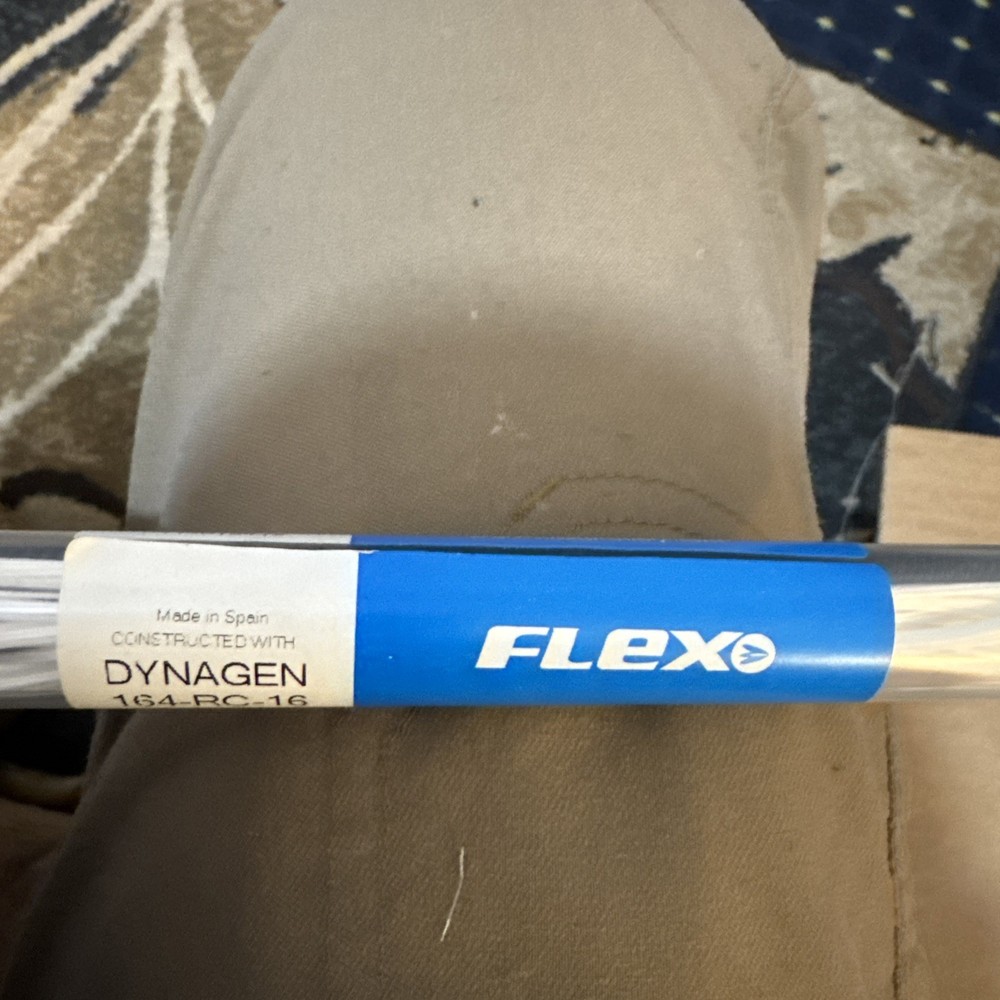 Made in Spain
CONSTRUCTED WITH
DYNAGEN
164-RC-16
FLEX